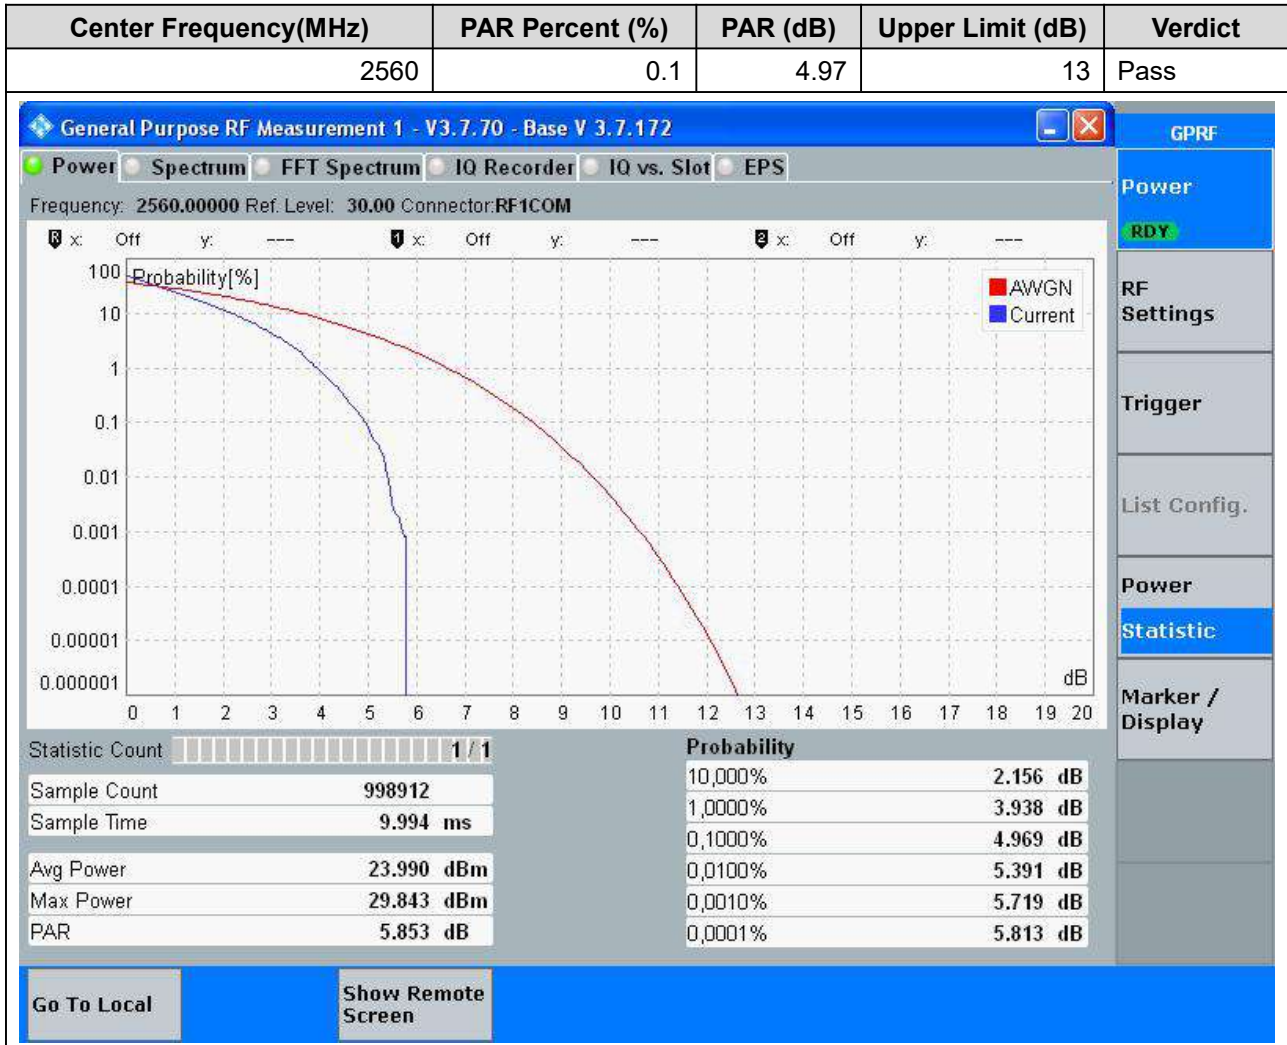 Center Frequency(MHz) PAR Percent (%) PAR (dB) Upper Limit (dB) Verdict
2560 0.1 4.97 13 Pass
General Purpose RF Measurement 1 - V3.7.70 - Base V 3.7.172
GPRF
Power Spectrum FFT Spectrum IQ Recorder IQ vs. Slot EPS
Frequency: 2560.00000 Ref. Level: 30.00 Connector:RF1COM
R x: Off y: --- 1 x: Off y: --- 2 x: Off y: ---
Probability[%]
AWGN
Current
100
10
1
0.1
0.01
0.001
0.0001
0.00001
0.000001
dB
0 1 2 3 4 5 6 7 8 9 10 11 12 13 14 15 16 17 18 19 20
Statistic Count 1 / 1
Sample Count 998912
Sample Time 9.994 ms
Avg Power 23.990 dBm
Max Power 29.843 dBm
PAR 5.853 dB
Probability
10,000% 2.156 dB
1,0000% 3.938 dB
0,1000% 4.969 dB
0,0100% 5.391 dB
0,0010% 5.719 dB
0,0001% 5.813 dB
Power
RDY
RF
Settings
Trigger
List Config.
Power
Statistic
Marker /
Display
Go To Local
Show Remote
Screen